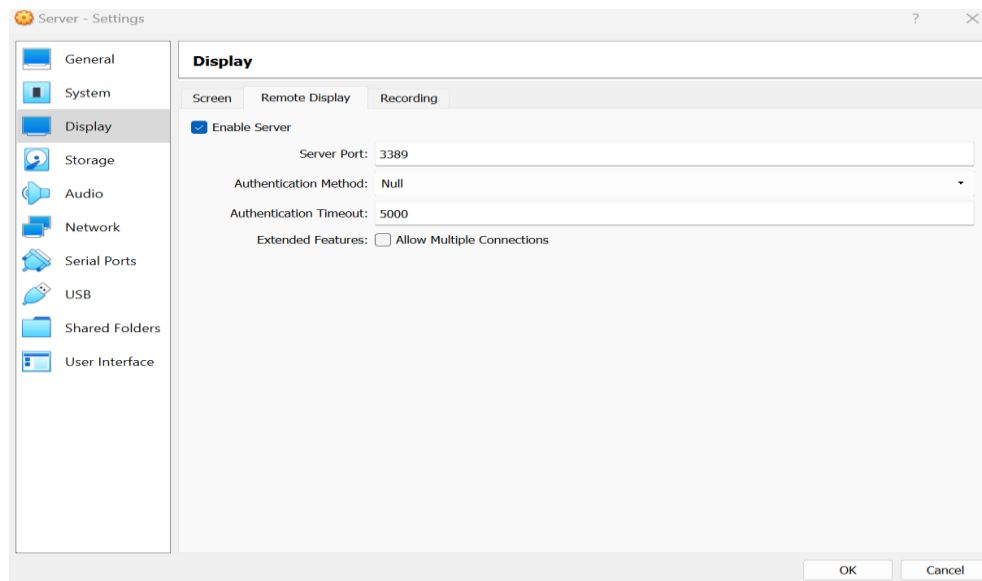 Server - Settings ?
General
System
Display
Storage
Audio
Network
Serial Ports
USB
Shared Folders
User Interface
Display
Screen Remote Display Recording
Enable Server
Server Port: 3389
Authentication Method: Null
Authentication Timeout: 5000
Extended Features: Allow Multiple Connections
OK Cancel